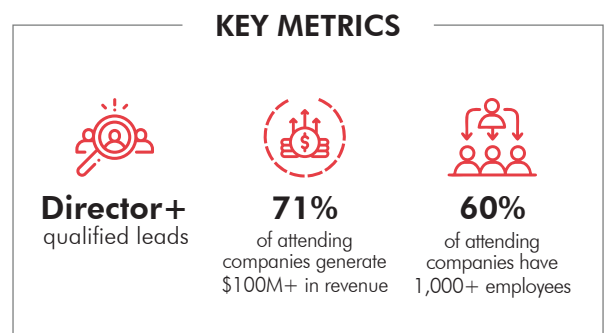 KEY METRICS
Director+
qualified leads
71%
of attending
companies generate
$100M+ in revenue
60%
of attending
companies have
1,000+ employees